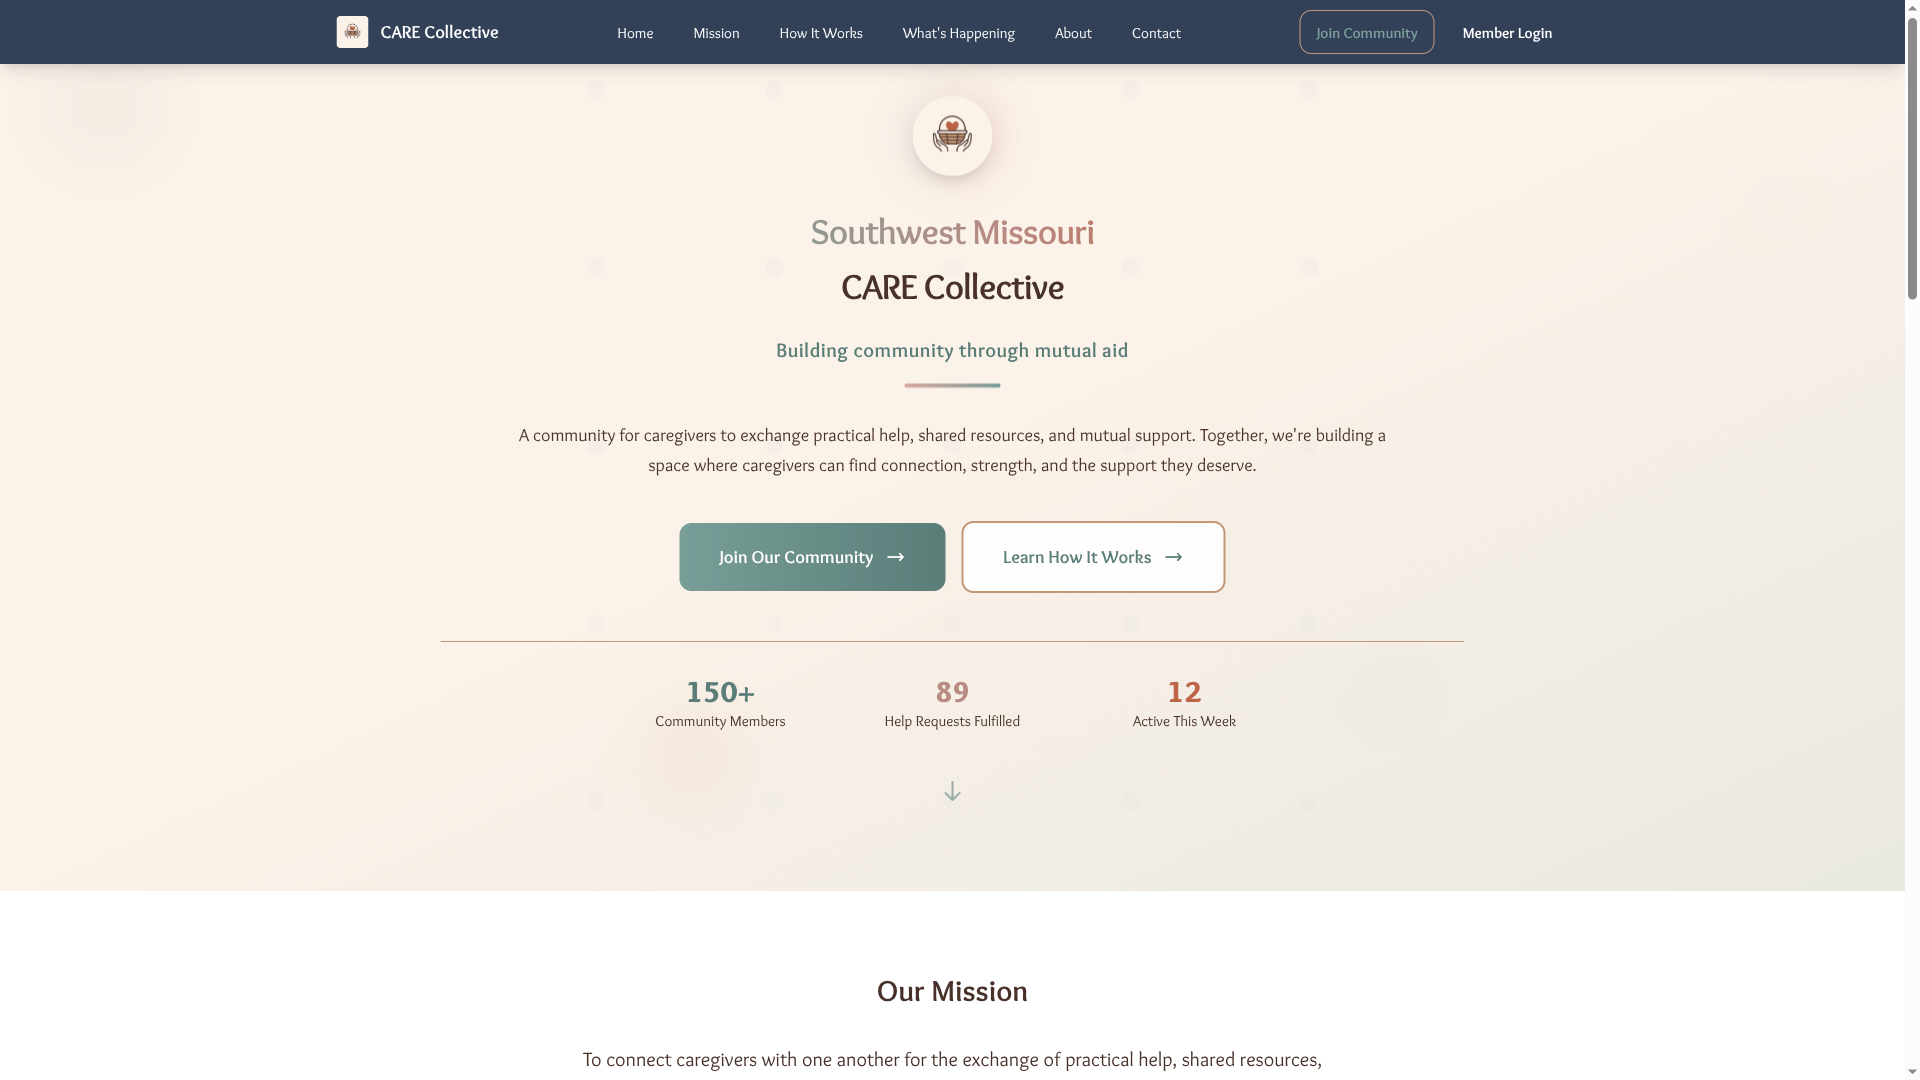 CARE Collective
Home
Mission
How It Works
What's Happening
About
Contact
Join Community
Member Login
Southwest Missouri
CARE Collective
Building community through mutual aid
A community for caregivers to exchange practical help, shared resources, and mutual support. Together, we're building a
space where caregivers can find connection, strength, and the support they deserve.
Join Our Community →
Learn How It Works →
150+
Community Members
89
Help Requests Fulfilled
12
Active This Week
Our Mission
To connect caregivers with one another for the exchange of practical help, shared resources,